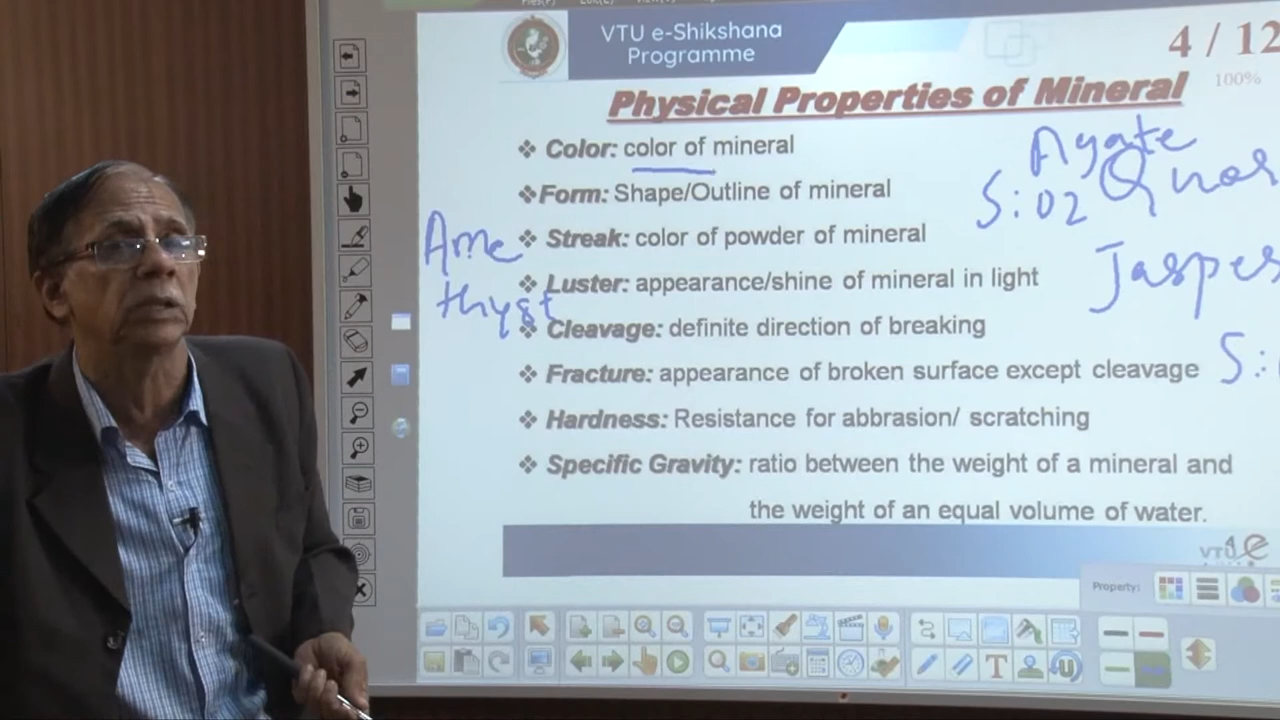 VTU e-Shikshana
Programme
4 / 12
100%
Physical Properties of Mineral
❖ Color: color of mineral
Agate
❖ Form: Shape/Outline of mineral
SiO2
Ame
thyst
❖ Streak: color of powder of mineral
❖ Luster: appearance/shine of mineral in light
Jasper
❖ Cleavage: definite direction of breaking
❖ Fracture: appearance of broken surface except cleavage
❖ Hardness: Resistance for abbrasion/ scratching
❖ Specific Gravity: ratio between the weight of a mineral and
the weight of an equal volume of water.
VTU e
Property: